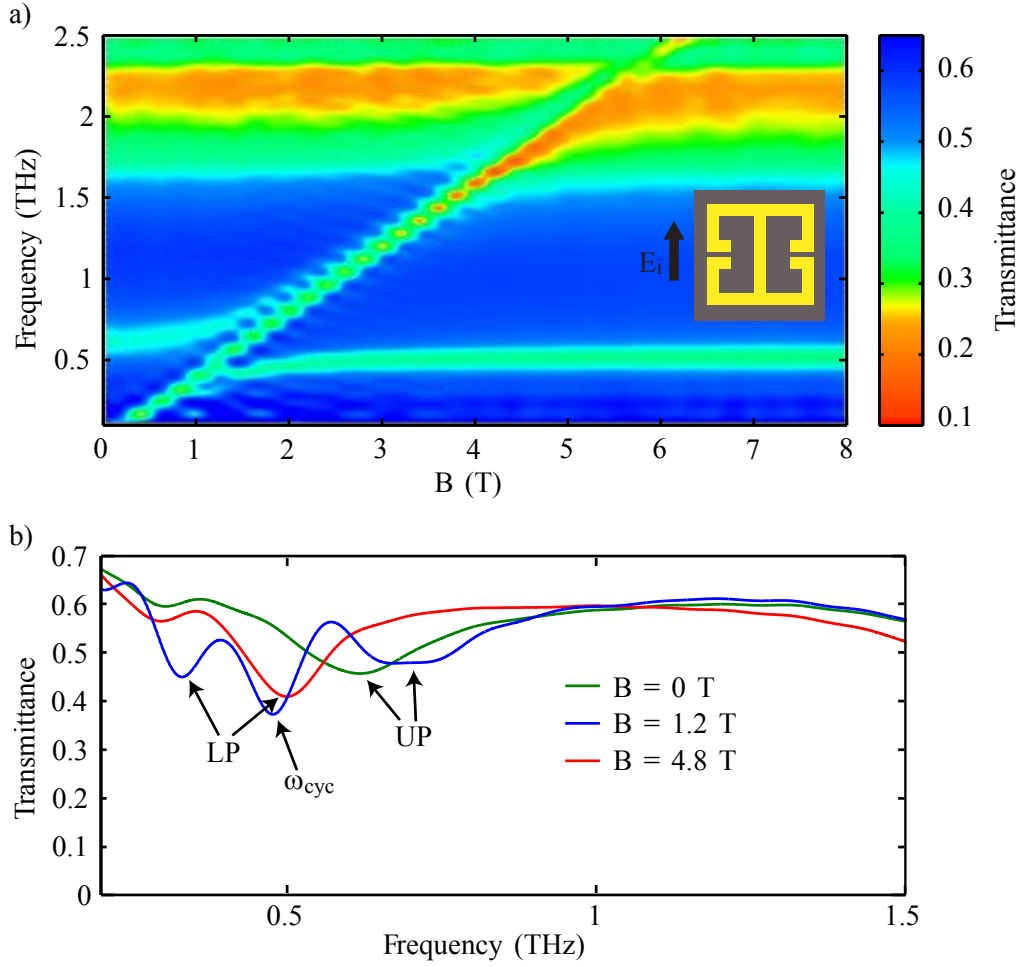 a)
2.5
2
1.5
1
0.5
0
Frequency (THz)
0 1 2 3 4 5 6 7 8
B (T)
E_i
0.6
0.5
0.4
0.3
0.2
0.1
Transmittance
b)
0.7
0.6
0.5
0.4
0.3
0.2
0.1
0
Transmittance
LP
ω_cyc
UP
B = 0 T
B = 1.2 T
B = 4.8 T
0.5 1 1.5
Frequency (THz)